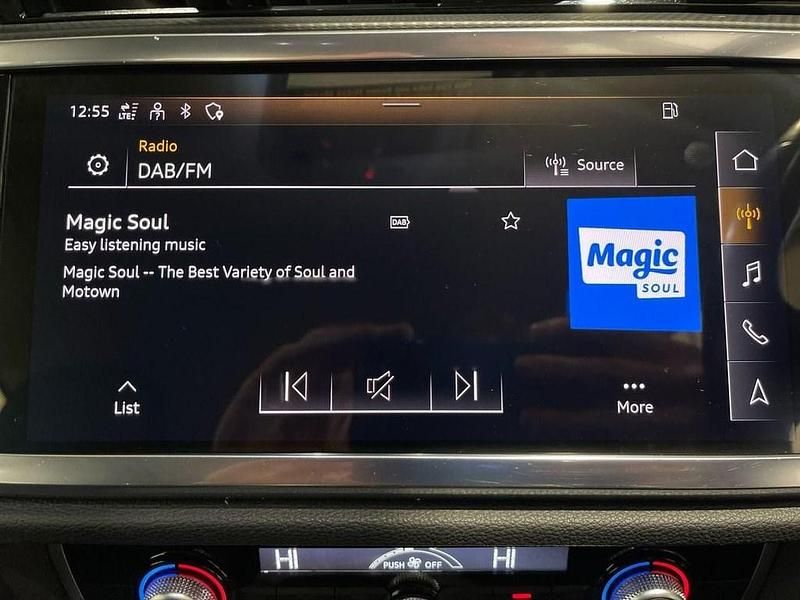 12:55 LTE
Radio
DAB/FM
Source
Magic Soul
DAB
Easy listening music
Magic Soul -- The Best Variety of Soul and
Motown
Magic
SOUL
List
More
HI
PUSH OFF
HI